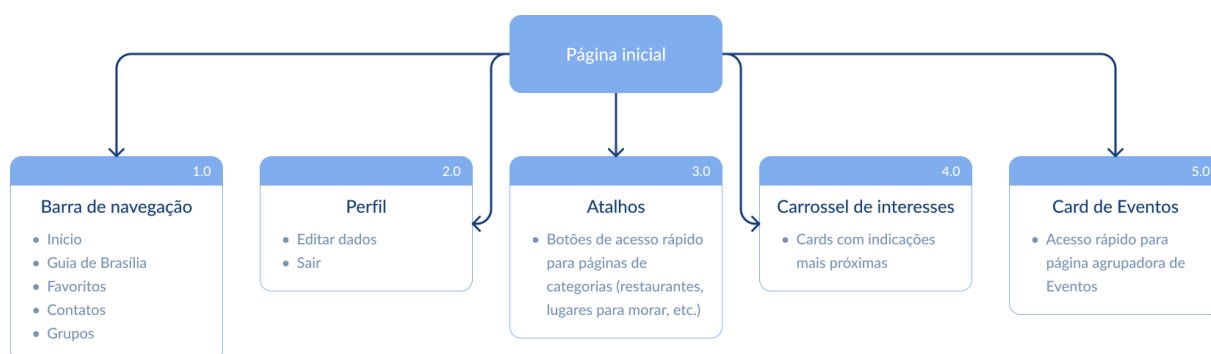 Página inicial
1.0
Barra de navegação
• Início
• Guia de Brasília
• Favoritos
• Contatos
• Grupos
2.0
Perfil
• Editar dados
• Sair
3.0
Atalhos
• Botões de acesso rápido
para páginas de
categorias (restaurantes,
lugares para morar, etc.)
4.0
Carrossel de interesses
• Cards com indicações
mais próximas
5.0
Card de Eventos
• Acesso rápido para
página agrupadora de
Eventos